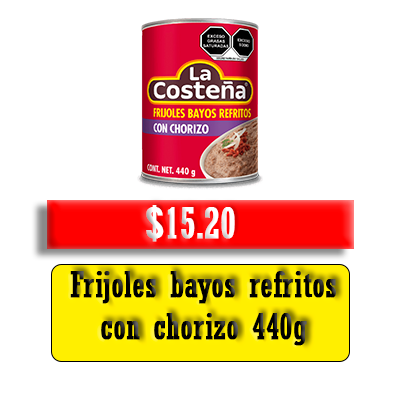 EXCESO GRASAS SATURADAS
EXCESO SODIO
La Costeña
FRIJOLES BAYOS REFRITOS
CON CHORIZO
CONT. NET. 440 g
$15.20
Frijoles bayos refritos
con chorizo 440g